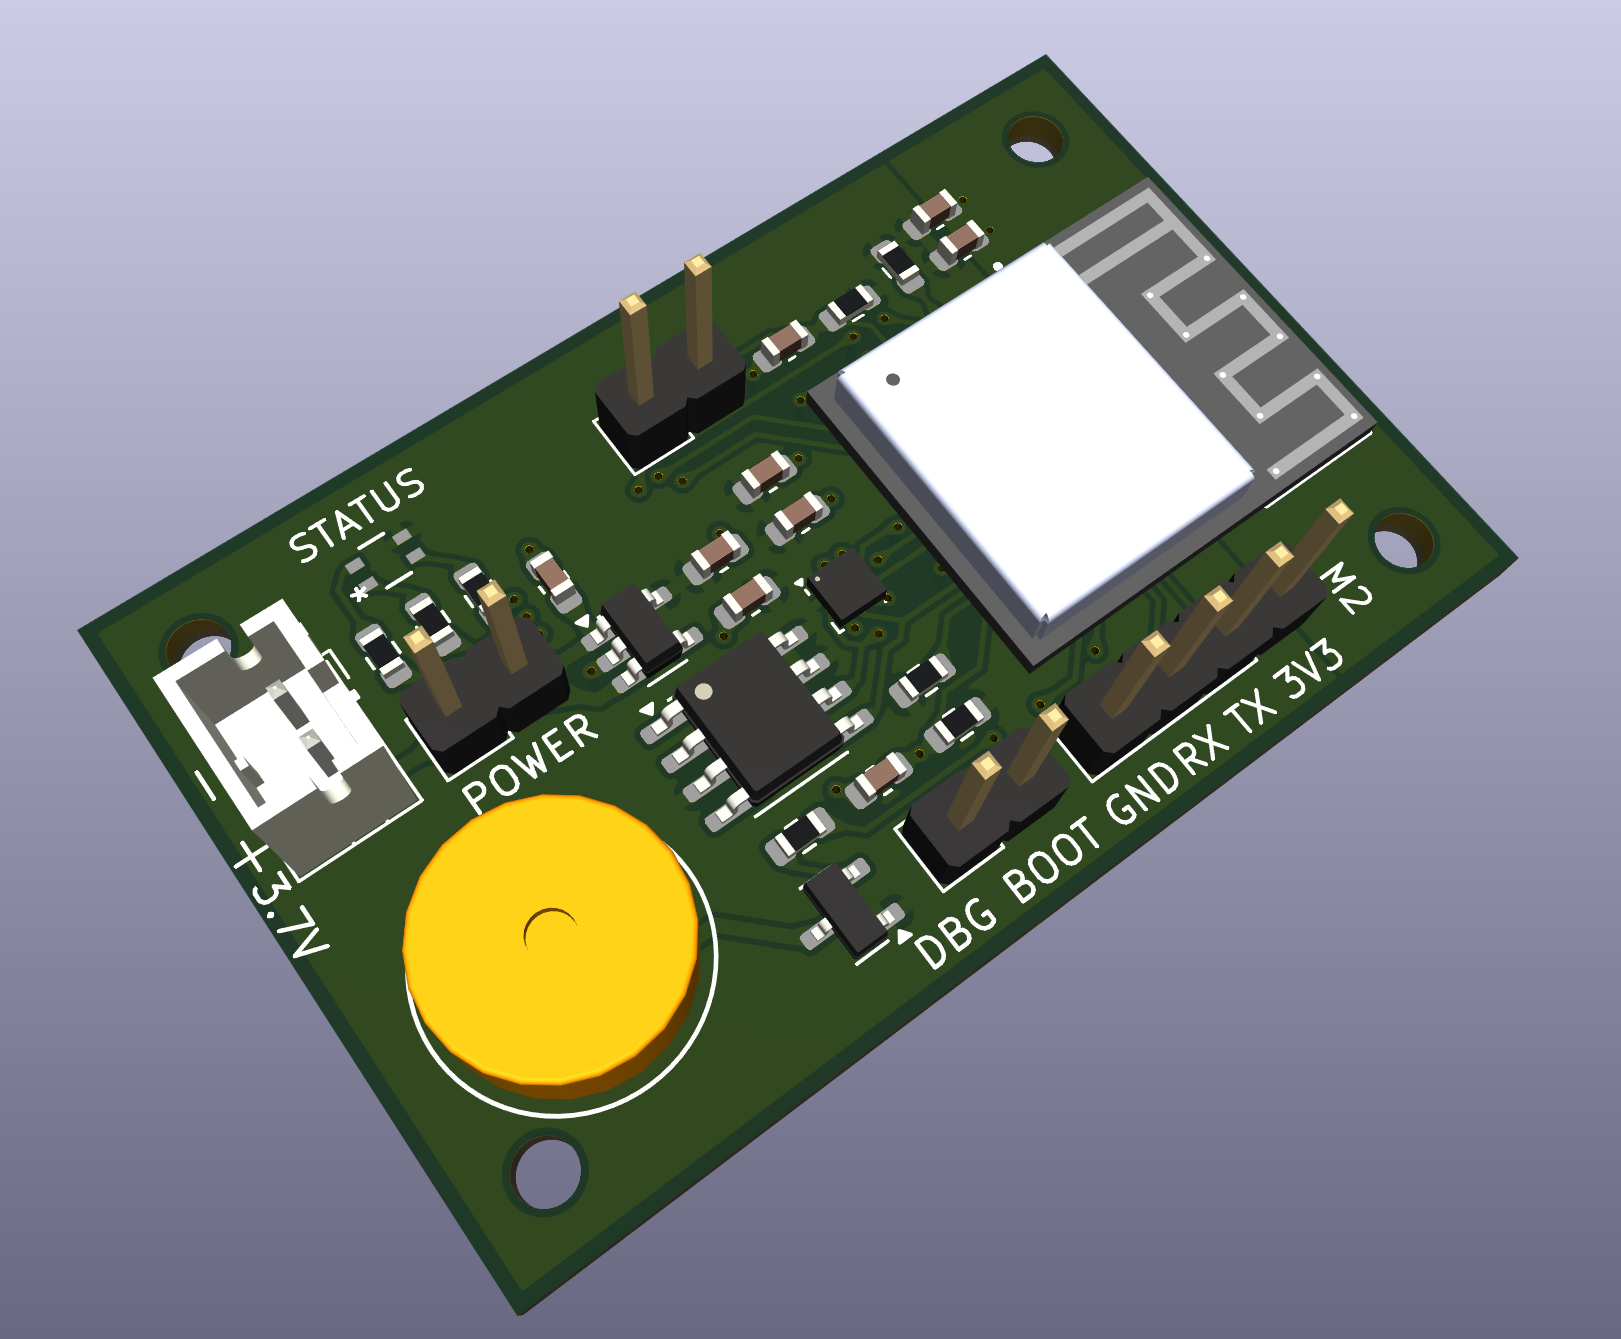 STATUS
POWER
+3.7V
DBG BOOT GND RX TX 3V3
M2